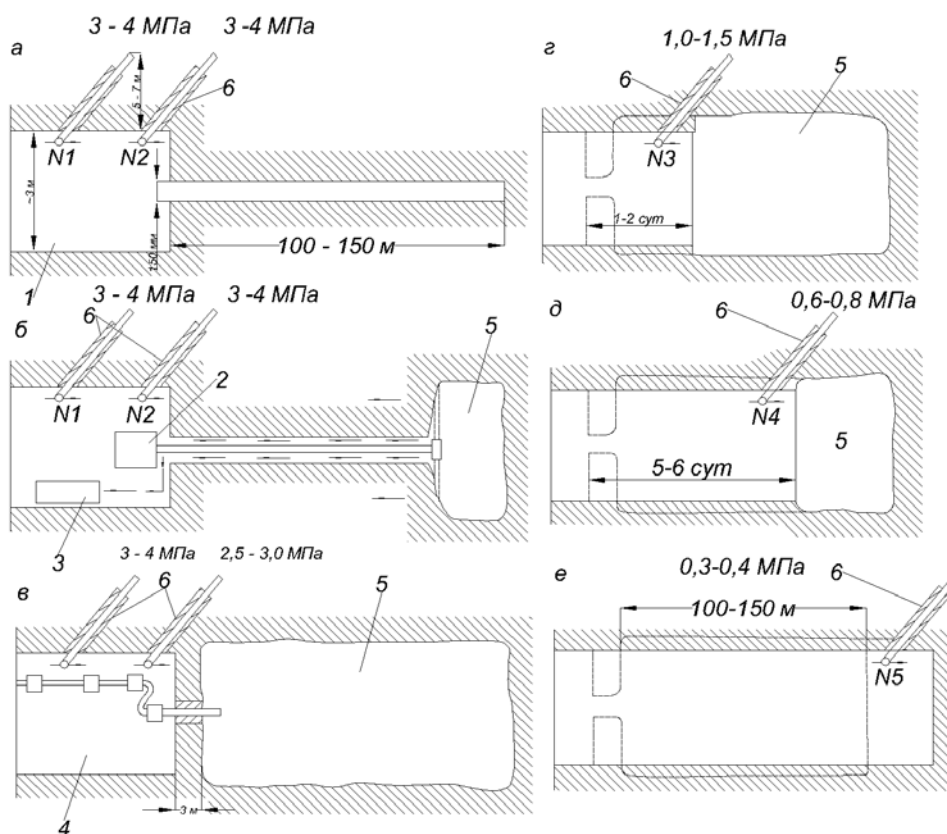 а
3 - 4 МПа 3 -4 МПа
5 - 7 м
6
N1 N2
~3 м
150 мм
100 - 150 м
1
б
3 - 4 МПа 3 -4 МПа
6
5
N1 N2
2
3
в
3 - 4 МПа 2,5 - 3,0 МПа
6
5
3 м
4
г
1,0-1,5 МПа
6
5
N3
1-2 сут
д
0,6-0,8 МПа
6
N4
5
5-6 сут
е
0,3-0,4 МПа
6
100-150 м
N5